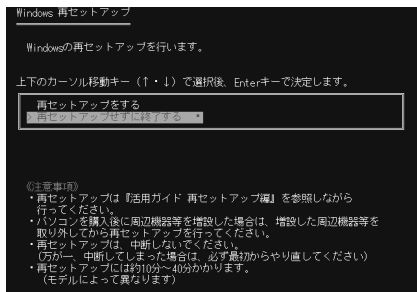 Windows 再セットアップ
Windowsの再セットアップを行います。
上下のカーソル移動キー(↑・↓)で選択後、Enterキーで決定します。
再セットアップをする
> 再セットアップせずに終了する
《注意事項》
・再セットアップは『活用ガイド 再セットアップ編』を参照しながら
行ってください。
・パソコンを購入後に周辺機器等を増設した場合は、増設した周辺機器等を
取り外してから再セットアップを行ってください。
・再セットアップは、中断しないでください。
(万が一、中断してしまった場合は、必ず最初からやり直してください)
・再セットアップには約10分~40分かかります。
(モデルによって異なります)